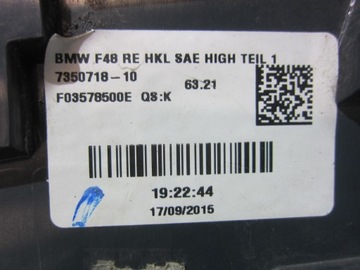 BMW F48 RE HKL SAE HIGH TEIL 1
7350718-10 63.21
F03578500E QS:K
19:22:44
17/09/2015